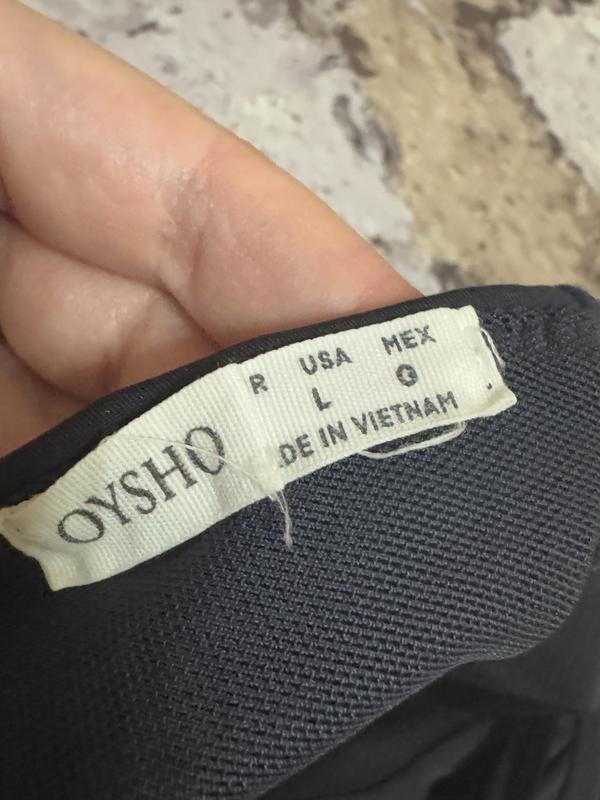 OYSHO
R USA MEX
L G
DE IN VIETNAM